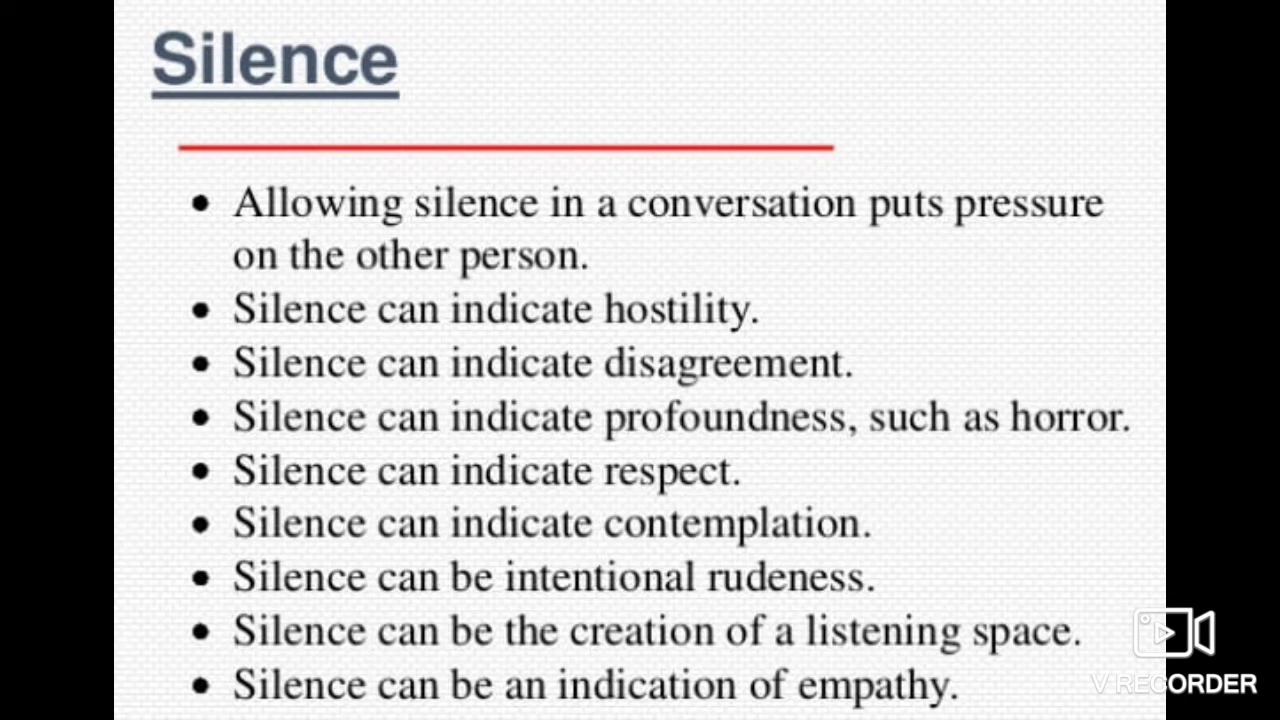 Silence
• Allowing silence in a conversation puts pressure
on the other person.
• Silence can indicate hostility.
• Silence can indicate disagreement.
• Silence can indicate profoundness, such as horror.
• Silence can indicate respect.
• Silence can indicate contemplation.
• Silence can be intentional rudeness.
• Silence can be the creation of a listening space.
• Silence can be an indication of empathy.
V RECORDER